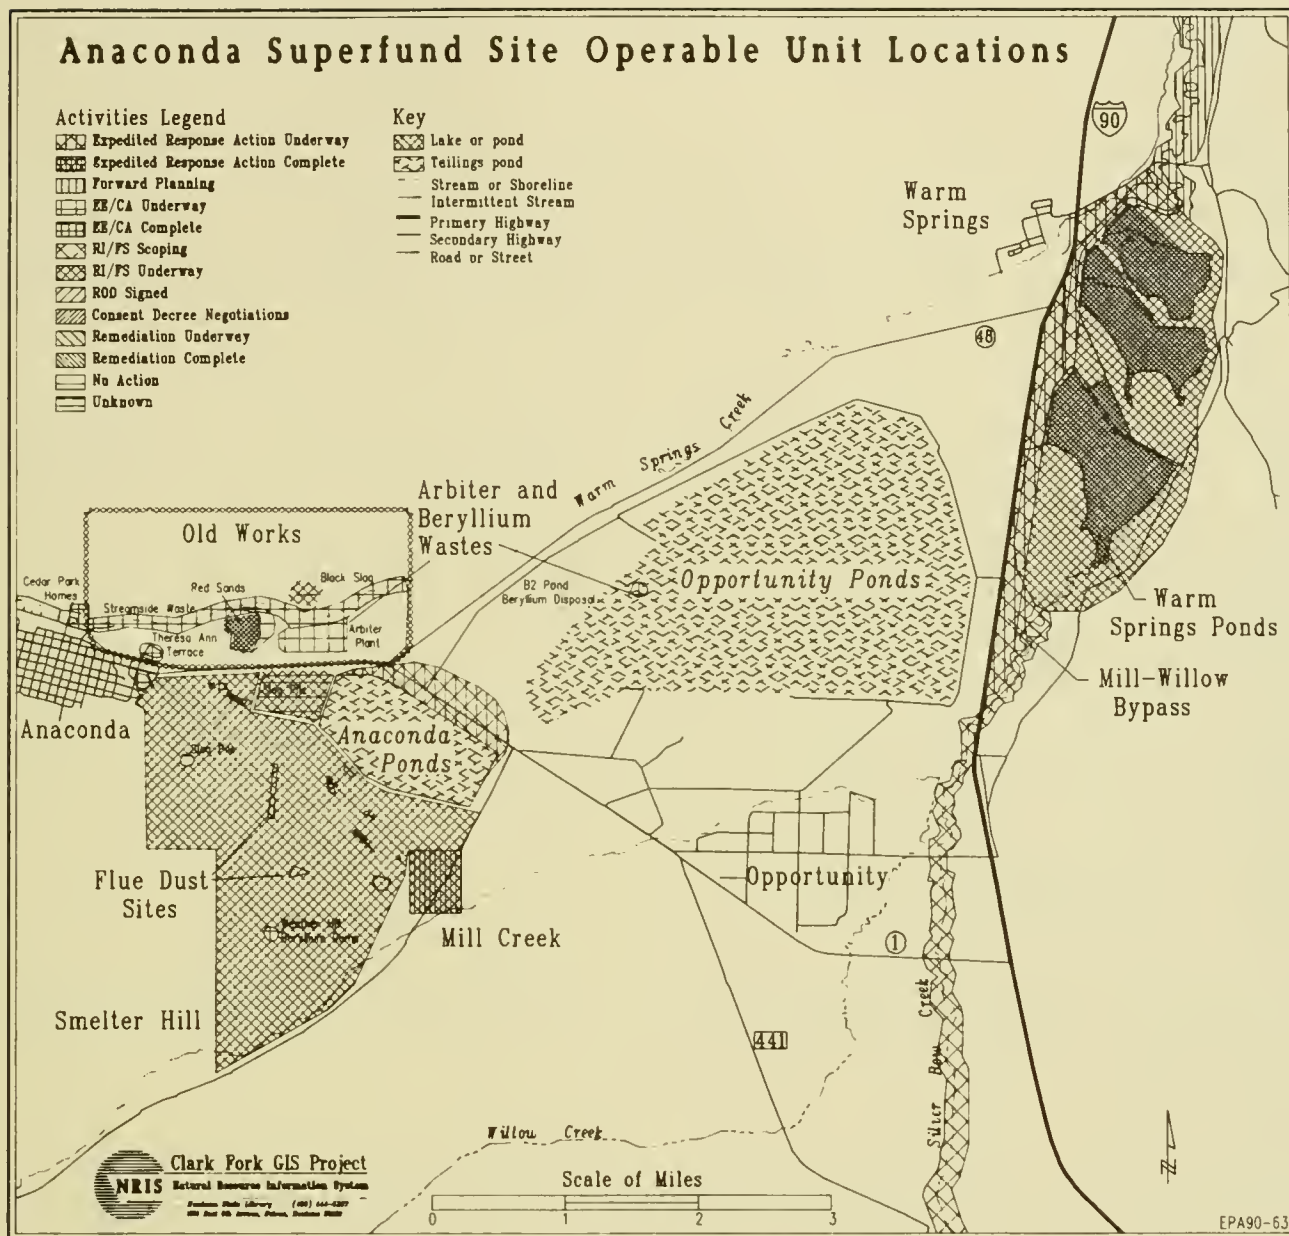 Anaconda Superfund Site Operable Unit Locations
Activities Legend
Expedited Response Action Underway
Expedited Response Action Complete
Forward Planning
EE/CA Underway
EE/CA Complete
RI/FS Scoping
RI/FS Underway
ROD Signed
Consent Decree Negotiations
Remediation Underway
Remediation Complete
No Action
Unknown
Key
Lake or pond
Tailings pond
Stream or Shoreline
Intermittent Stream
Primary Highway
Secondary Highway
Road or Street
90
Warm
Springs
48
Warm Springs Creek
Arbiter and
Beryllium
Wastes
Old Works
Cedar Park
Homes
Red Sands
Black Slag
Streamside Waste
Theresa Ann
Terrace
Arbiter
Plant
B2 Pond
Beryllium Disposal
Opportunity Ponds
Warm
Springs Ponds
Mill-Willow
Bypass
Anaconda
Slag Pile
Anaconda
Ponds
Flue Dust
Sites
Opportunity
Mill Creek
1
Smelter Hill
441
Silver Bow Creek
Willow Creek
Clark Fork GIS Project
NRIS
Natural Resource Information System
Montana State Library
Scale of Miles
0 1 2 3
N
EPA90-63